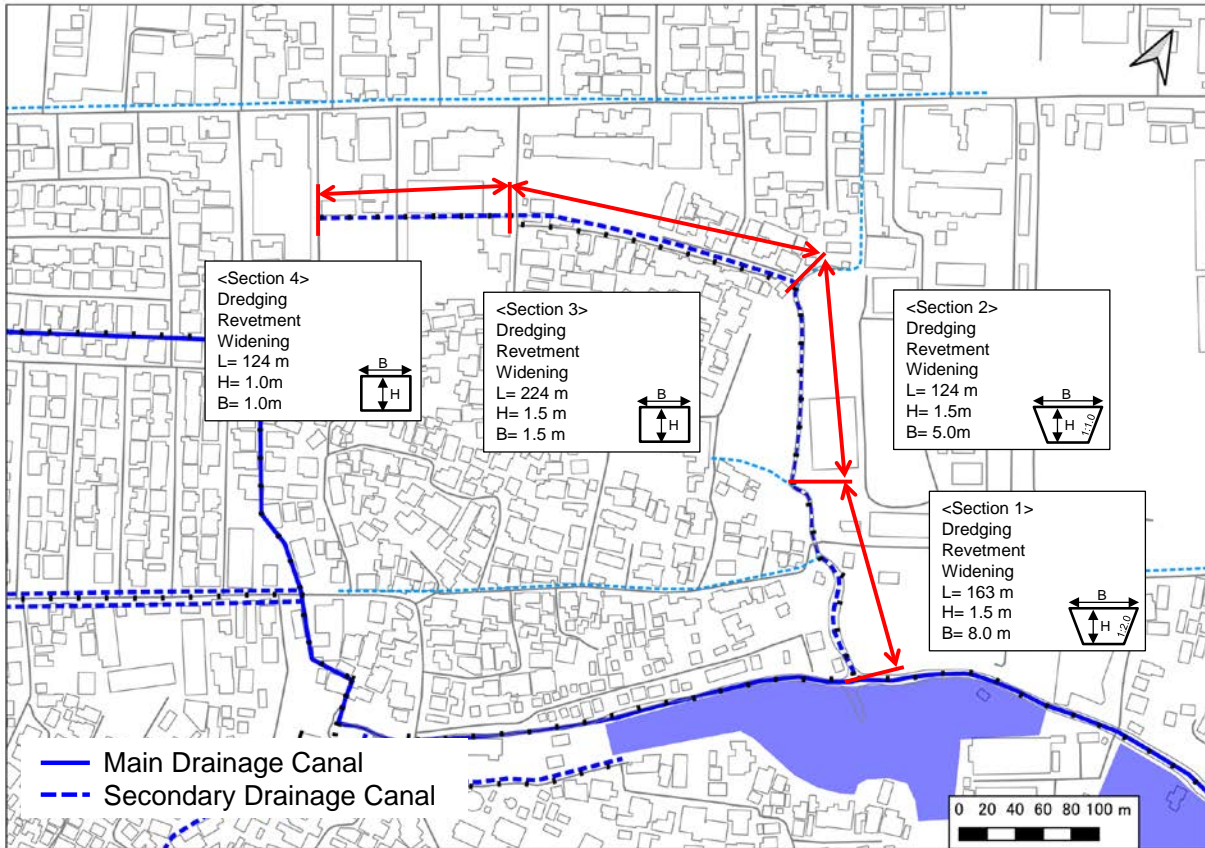 <Section 4>
Dredging
Revetment
Widening
L= 124 m
H= 1.0m
B= 1.0m
B
H
<Section 3>
Dredging
Revetment
Widening
L= 224 m
H= 1.5 m
B= 1.5 m
B
H
<Section 2>
Dredging
Revetment
Widening
L= 124 m
H= 1.5m
B= 5.0m
B
H
1:1.0
<Section 1>
Dredging
Revetment
Widening
L= 163 m
H= 1.5 m
B= 8.0 m
B
H
1:2.0
Main Drainage Canal
Secondary Drainage Canal
0 20 40 60 80 100 m